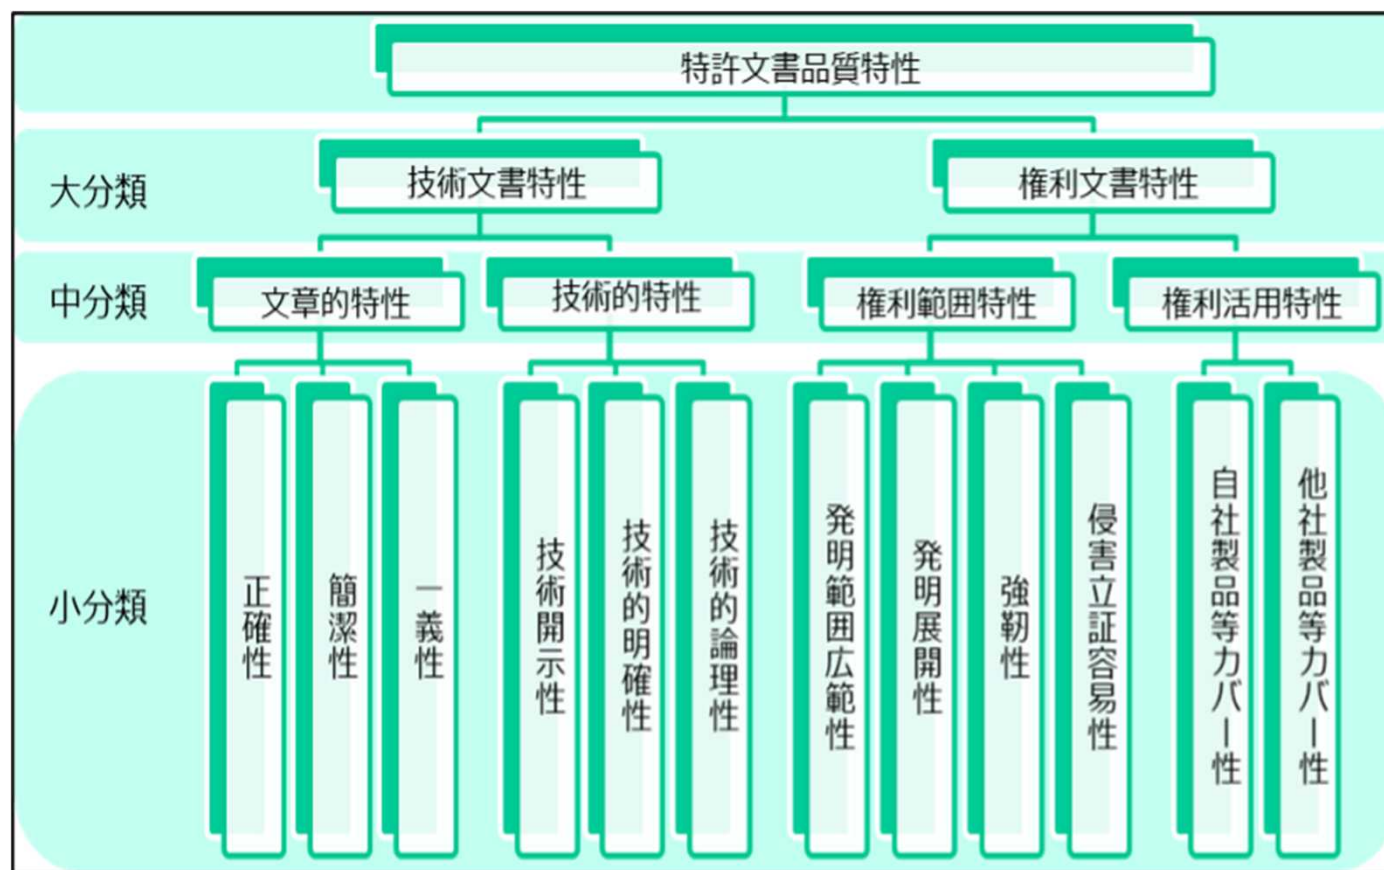 特許文書品質特性
大分類
技術文書特性
権利文書特性
中分類
文章的特性
技術的特性
権利範囲特性
権利活用特性
小分類
正確性
簡潔性
一義性
技術開示性
技術的明確性
技術的論理性
発明範囲広範性
発明展開性
強靭性
侵害立証容易性
自社製品等カバー性
他社製品等カバー性